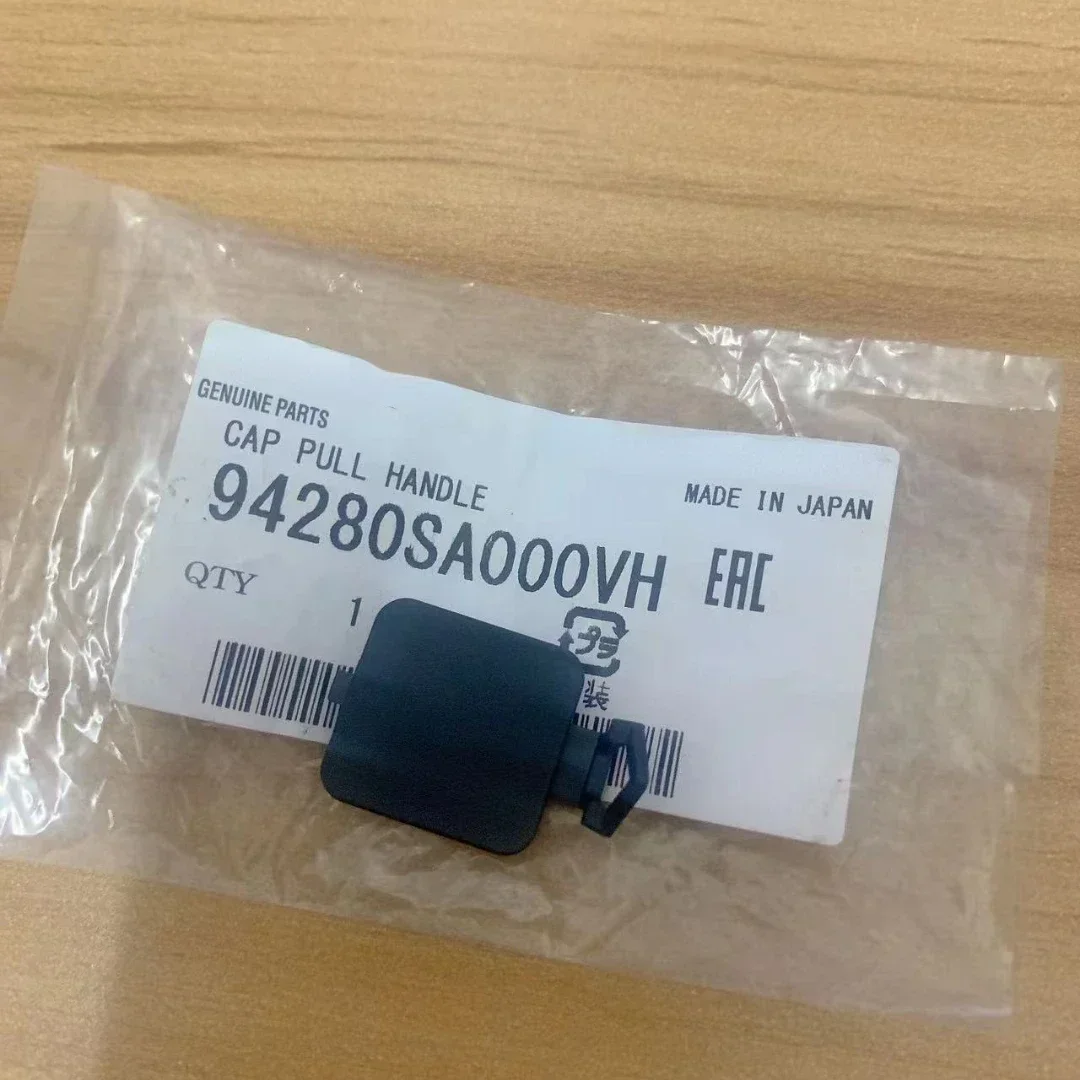 GENUINE PARTS
CAP PULL HANDLE
MADE IN JAPAN
94280SA000VH
EAC
QTY
1
プラ
装